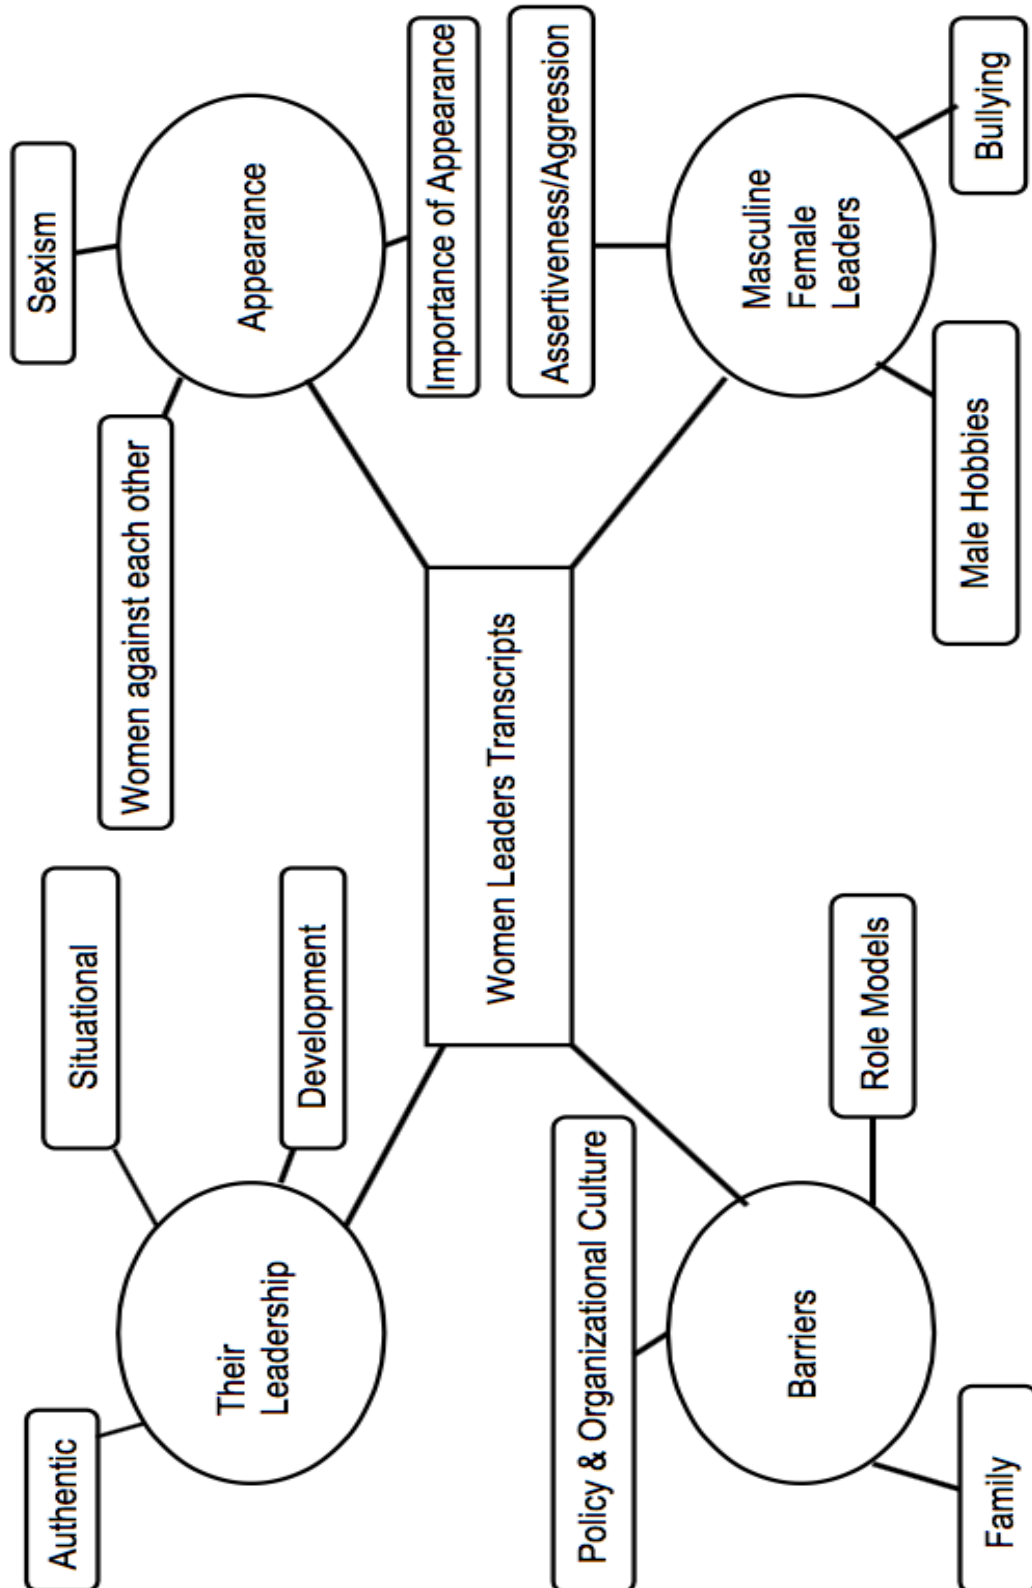 Authentic
Situational
Their
Leadership
Development
Women against each other
Sexism
Appearance
Importance of Appearance
Women Leaders Transcripts
Policy & Organizational Culture
Barriers
Role Models
Family
Assertiveness/Aggression
Masculine
Female
Leaders
Male Hobbies
Bullying